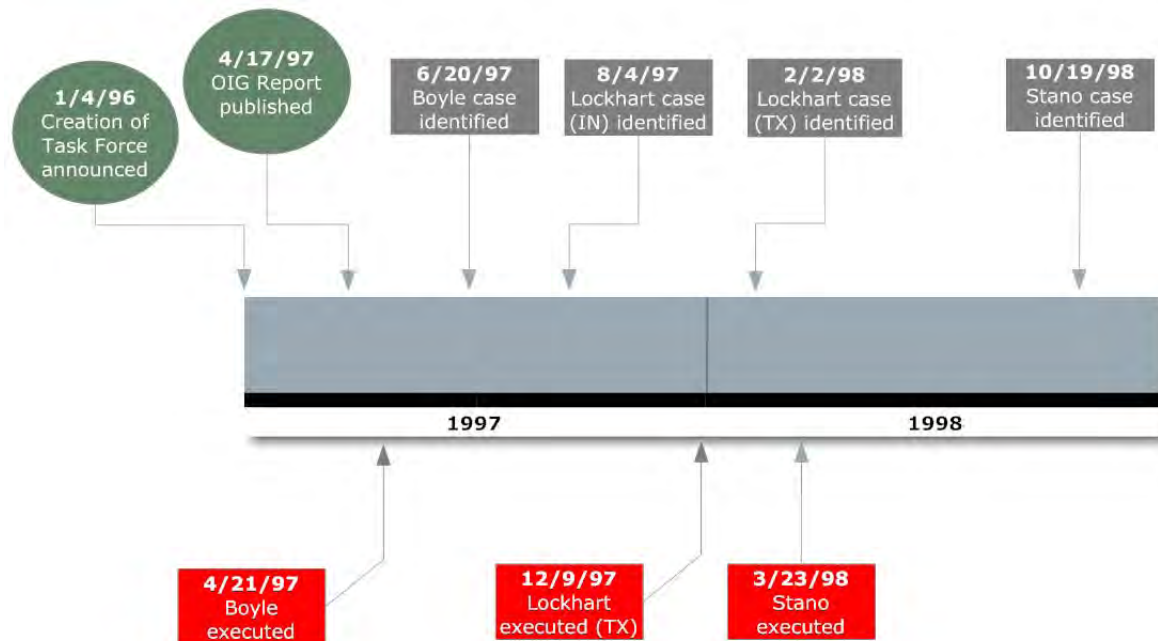 1/4/96
Creation of
Task Force
announced
4/17/97
OIG Report
published
6/20/97
Boyle case
identified
8/4/97
Lockhart case
(IN) identified
2/2/98
Lockhart case
(TX) identified
10/19/98
Stano case
identified
1997
1998
4/21/97
Boyle
executed
12/9/97
Lockhart
executed (TX)
3/23/98
Stano
executed